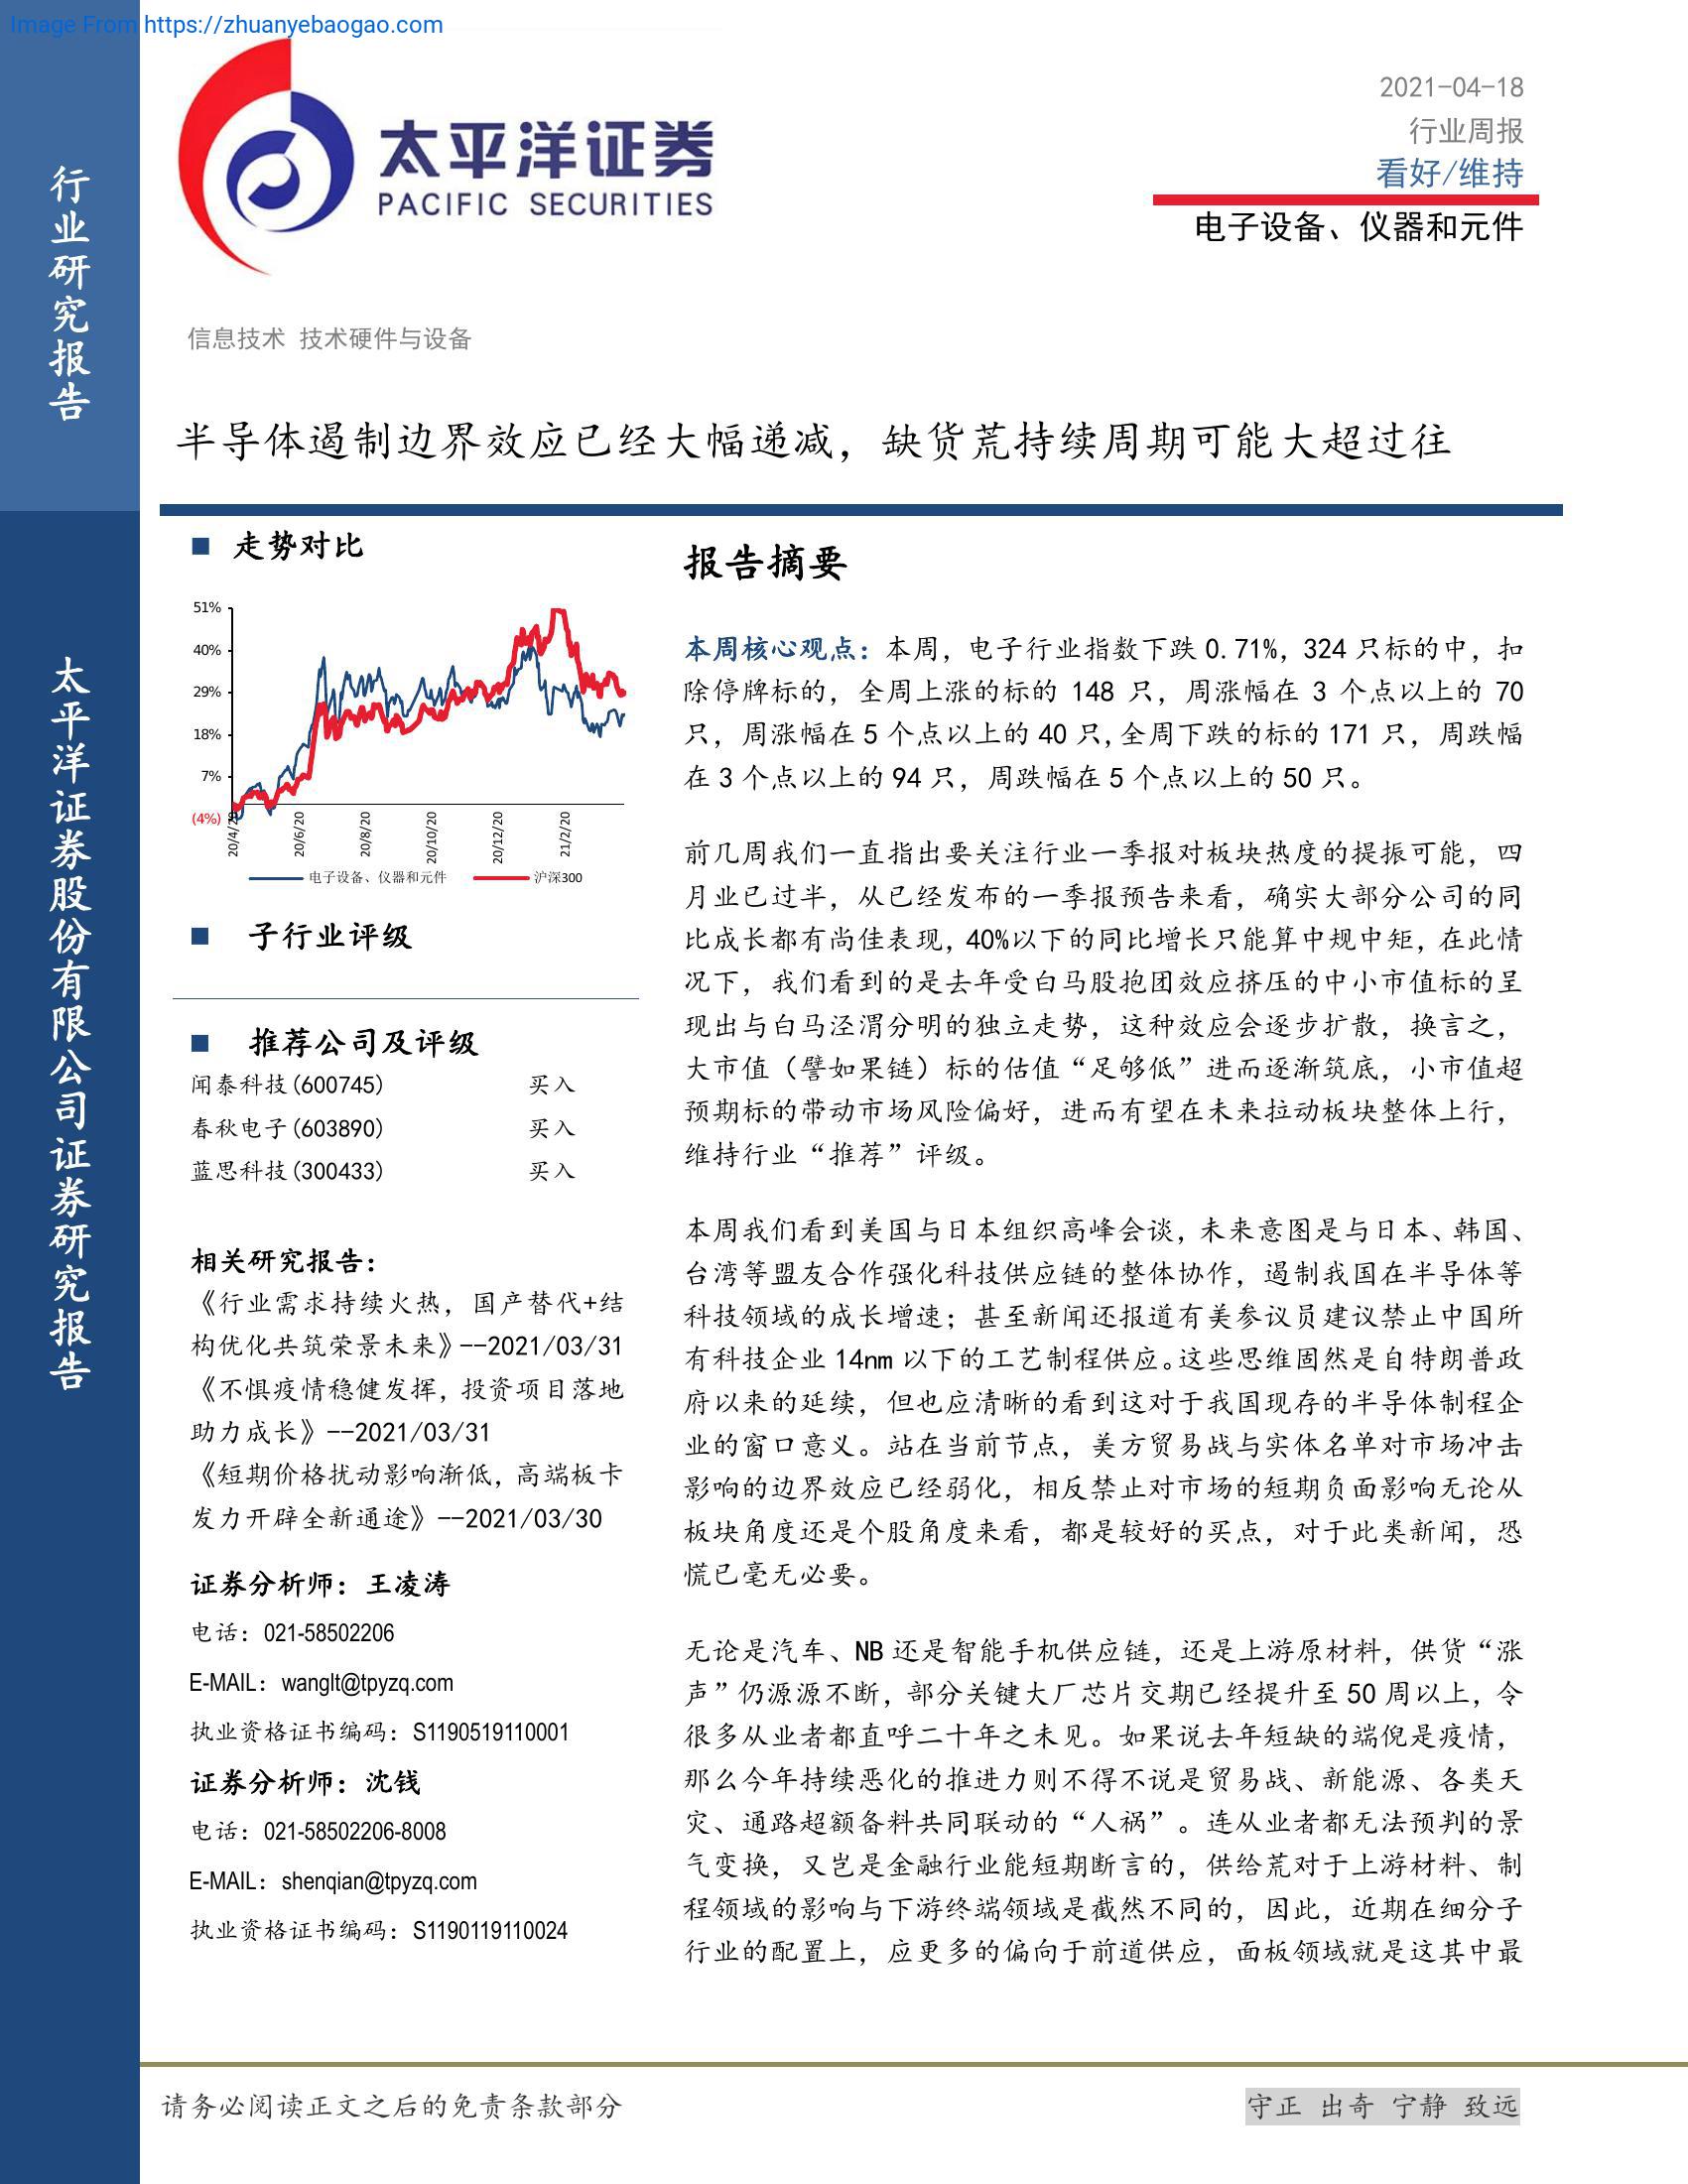 Image From https://zhuanyebaogao.com
行业研究报告
太平洋证券股份有限公司证券研究报告
太平洋证券
PACIFIC SECURITIES
2021-04-18
行业周报
看好/维持
电子设备、仪器和元件
信息技术 技术硬件与设备
半导体遏制边界效应已经大幅递减，缺货荒持续周期可能大超过往
■ 走势对比
51%
40%
29%
18%
7%
(4%)
20/4/20
20/6/20
20/8/20
20/10/20
20/12/20
21/2/20
电子设备、仪器和元件 沪深300
■ 子行业评级
■ 推荐公司及评级
闻泰科技(600745) 买入
春秋电子(603890) 买入
蓝思科技(300433) 买入
相关研究报告：
《行业需求持续火热，国产替代+结
构优化共筑荣景未来》--2021/03/31
《不惧疫情稳健发挥，投资项目落地
助力成长》--2021/03/31
《短期价格扰动影响渐低，高端板卡
发力开辟全新通途》--2021/03/30
证券分析师：王凌涛
电话：021-58502206
E-MAIL：wanglt@tpyzq.com
执业资格证书编码：S1190519110001
证券分析师：沈钱
电话：021-58502206-8008
E-MAIL：shenqian@tpyzq.com
执业资格证书编码：S1190119110024
报告摘要
本周核心观点：本周，电子行业指数下跌 0.71%，324 只标的中，扣
除停牌标的，全周上涨的标的 148 只，周涨幅在 3 个点以上的 70
只，周涨幅在 5 个点以上的 40 只,全周下跌的标的 171 只，周跌幅
在 3 个点以上的 94 只，周跌幅在 5 个点以上的 50 只。
前几周我们一直指出要关注行业一季报对板块热度的提振可能，四
月业已过半，从已经发布的一季报预告来看，确实大部分公司的同
比成长都有尚佳表现，40%以下的同比增长只能算中规中矩，在此情
况下，我们看到的是去年受白马股抱团效应挤压的中小市值标的呈
现出与白马泾渭分明的独立走势，这种效应会逐步扩散，换言之，
大市值（譬如果链）标的估值“足够低”进而逐渐筑底，小市值超
预期标的带动市场风险偏好，进而有望在未来拉动板块整体上行，
维持行业“推荐”评级。
本周我们看到美国与日本组织高峰会谈，未来意图是与日本、韩国、
台湾等盟友合作强化科技供应链的整体协作，遏制我国在半导体等
科技领域的成长增速；甚至新闻还报道有美参议员建议禁止中国所
有科技企业 14nm 以下的工艺制程供应。这些思维固然是自特朗普政
府以来的延续，但也应清晰的看到这对于我国现存的半导体制程企
业的窗口意义。站在当前节点，美方贸易战与实体名单对市场冲击
影响的边界效应已经弱化，相反禁止对市场的短期负面影响无论从
板块角度还是个股角度来看，都是较好的买点，对于此类新闻，恐
慌已毫无必要。
无论是汽车、NB 还是智能手机供应链，还是上游原材料，供货“涨
声”仍源源不断，部分关键大厂芯片交期已经提升至 50 周以上，令
很多从业者都直呼二十年之未见。如果说去年短缺的端倪是疫情，
那么今年持续恶化的推进力则不得不说是贸易战、新能源、各类天
灾、通路超额备料共同联动的“人祸”。连从业者都无法预判的景
气变换，又岂是金融行业能短期断言的，供给荒对于上游材料、制
程领域的影响与下游终端领域是截然不同的，因此，近期在细分子
行业的配置上，应更多的偏向于前道供应，面板领域就是这其中最
请务必阅读正文之后的免责条款部分
守正 出奇 宁静 致远